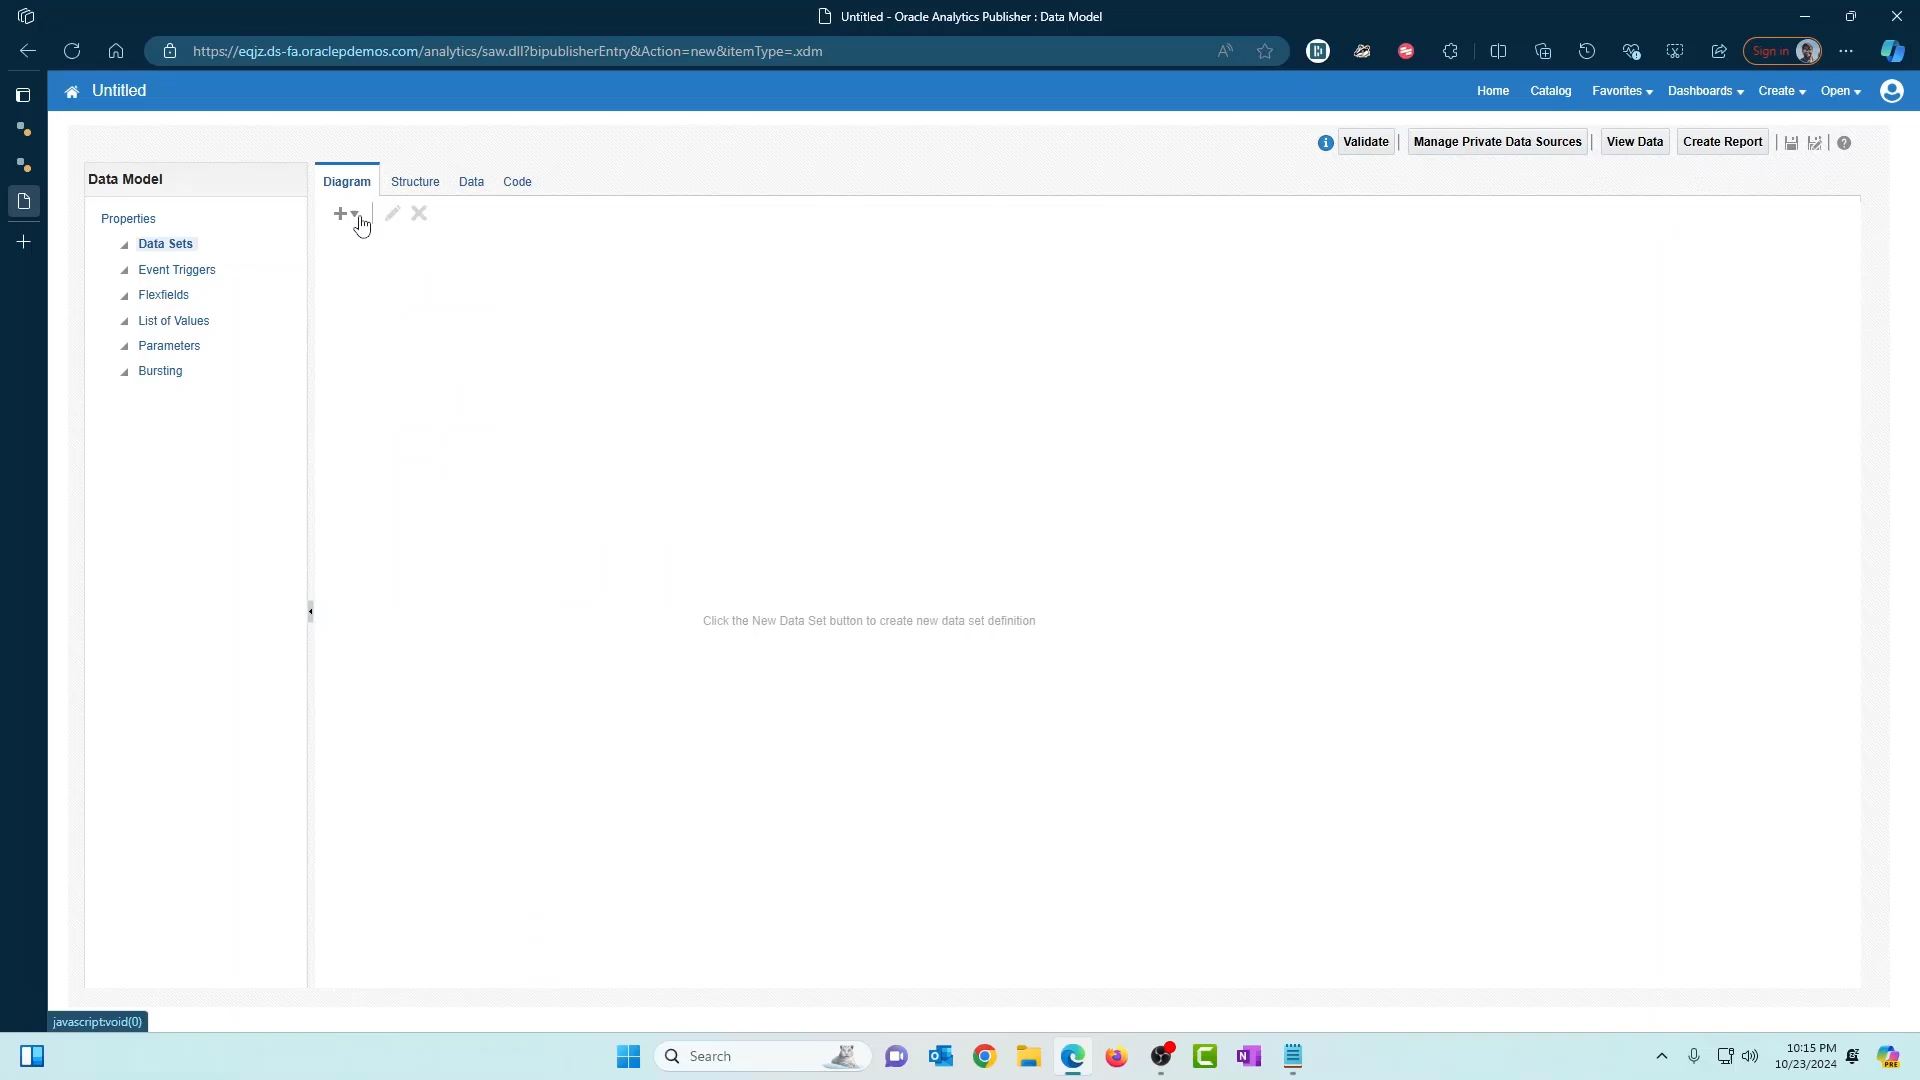 Untitled - Oracle Analytics Publisher : Data Model
https://eqjz.ds-fa.oraclepdemos.com/analytics/saw.dll?bipublisherEntry&Action=new&itemType=.xdm
Sign in
Untitled
Home Catalog Favorites Dashboards Create Open
Validate Manage Private Data Sources View Data Create Report
Data Model
Diagram Structure Data Code
Properties
Data Sets
Event Triggers
Flexfields
List of Values
Parameters
Bursting
Click the New Data Set button to create new data set definition
javascript:void(0)
Search
10:15 PM
10/23/2024
PRE